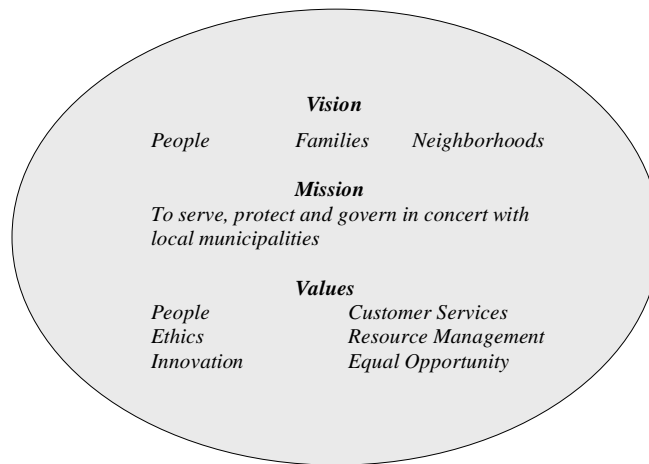 Vision
People Families Neighborhoods
Mission
To serve, protect and govern in concert with
local municipalities
Values
People Customer Services
Ethics Resource Management
Innovation Equal Opportunity